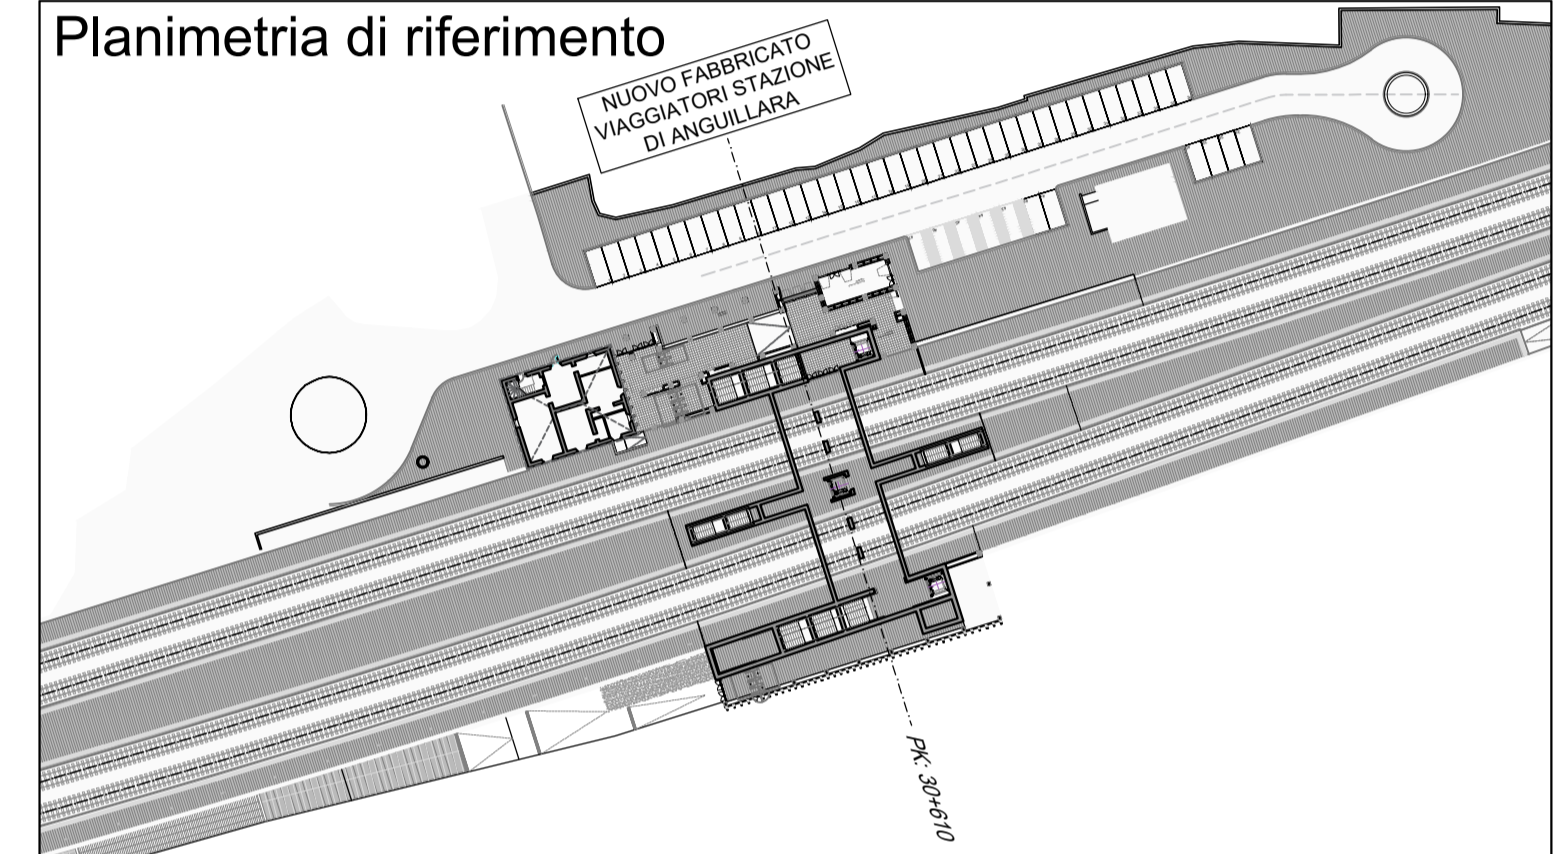 Planimetria di riferimento
NUOVO FABBRICATO
VIAGGIATORI STAZIONE
DI ANGUILLARA
PK: 30+610